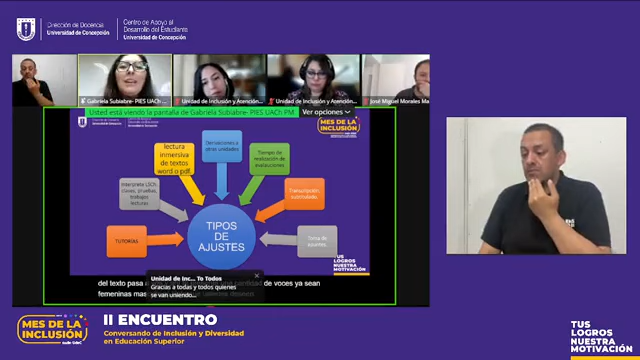 Dirección de Docencia
Universidad de Concepción
Centro de Apoyo al
Desarrollo del Estudiante
Universidad de Concepción
Gabriela Subiabre- PIES UACh
Unidad de Inclusión y Atención...
Unidad de Inclusión y Atención...
José Miguel Morales Ma
Usted está viendo la pantalla de Gabriela Subiabre- PIES UACh PM
Ver opciones
MES DE LA
INCLUSIÓN
lectura
inmersiva
de textos
word o pdf.
Derivaciones a
otras unidades
Tiempo de
realización de
evaluaciones
Interprete LSCh,
clases, pruebas,
trabajos
lecturas
Transcripción
automática.
TUTORÍAS
TIPOS
DE
AJUSTES
Toma de
apuntes.
TUS
LOGROS
NUESTRA
MOTIVACIÓN
del texto pasa
de voces ya sean
femeninas mas
Unidad de Inc... To Todos
Gracias a todas y todos quienes
se van uniendo...
MES DE LA
INCLUSIÓN
II ENCUENTRO
Conversando de Inclusión y Diversidad
en Educación Superior
TUS
LOGROS
NUESTRA
MOTIVACIÓN